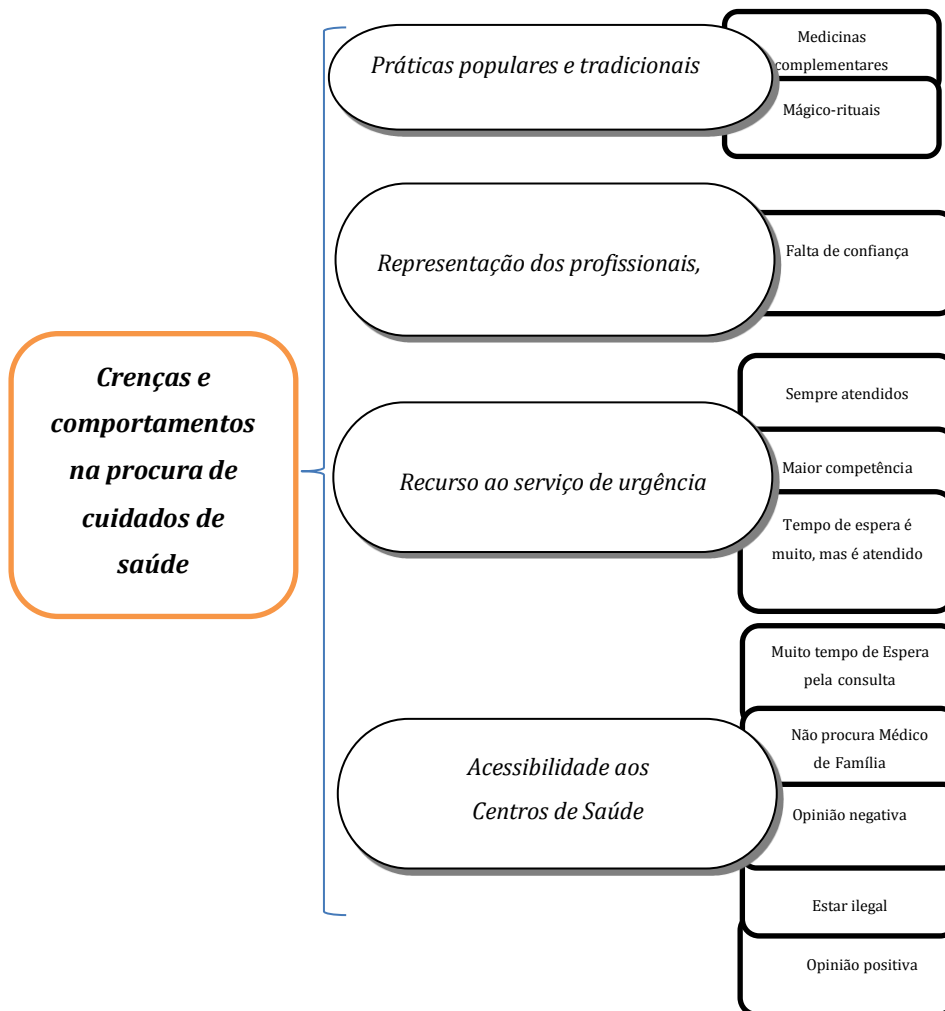 Crenças e
comportamentos
na procura de
cuidados de
saúde
Práticas populares e tradicionais
Medicinas
complementares
Mágico-rituais
Representação dos profissionais,
Falta de confiança
Recurso ao serviço de urgência
Sempre atendidos
Maior competência
Tempo de espera é
muito, mas é atendido
Acessibilidade aos
Centros de Saúde
Muito tempo de Espera
pela consulta
Não procura Médico
de Família
Opinião negativa
Estar ilegal
Opinião positiva